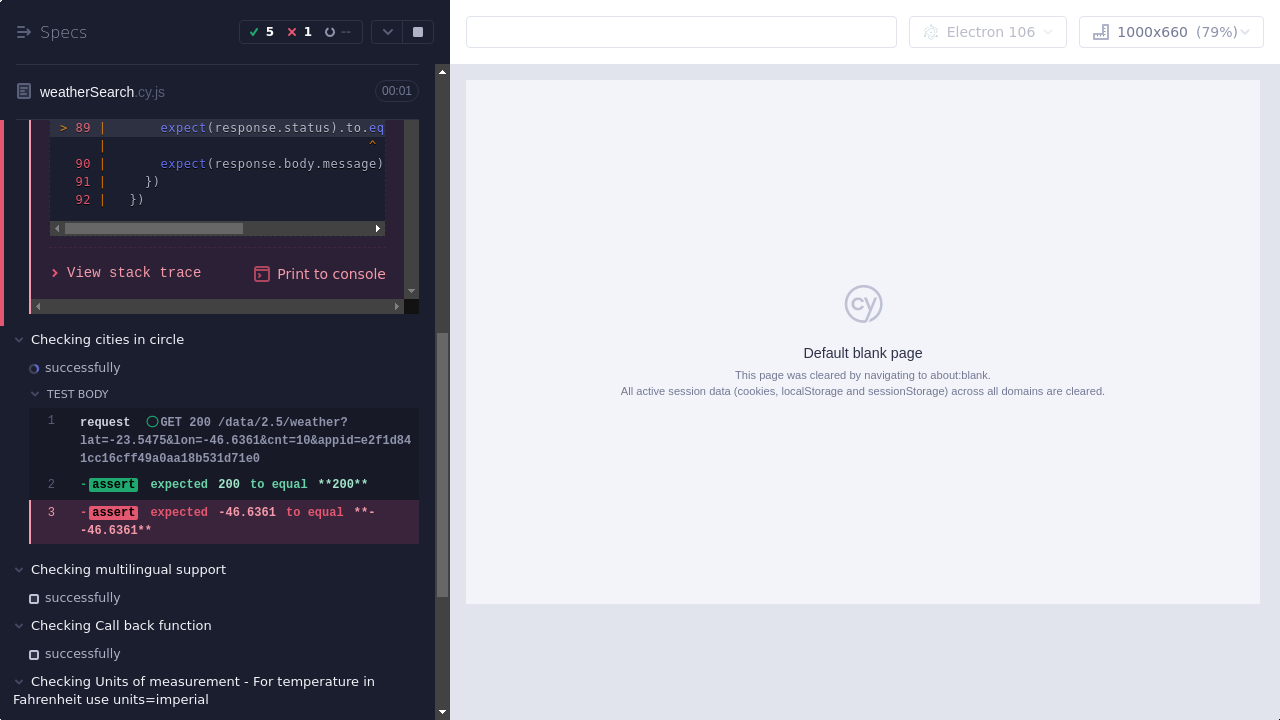 Specs
5
1
--
Electron 106
1000x660 (79%)
weatherSearch.cy.js
00:01
> 89 | expect(response.status).to.eq
| ^
90 | expect(response.body.message)
91 | })
92 | })
View stack trace
Print to console
Checking cities in circle
successfully
TEST BODY
1 request GET 200 /data/2.5/weather?
lat=-23.5475&lon=-46.6361&cnt=10&appid=e2f1d84
1cc16cff49a0aa18b531d71e0
2 -assert expected 200 to equal **200**
3 -assert expected -46.6361 to equal **-
-46.6361**
Checking multilingual support
successfully
Checking Call back function
successfully
Checking Units of measurement - For temperature in
Fahrenheit use units=imperial
cy
Default blank page
This page was cleared by navigating to about:blank.
All active session data (cookies, localStorage and sessionStorage) across all domains are cleared.